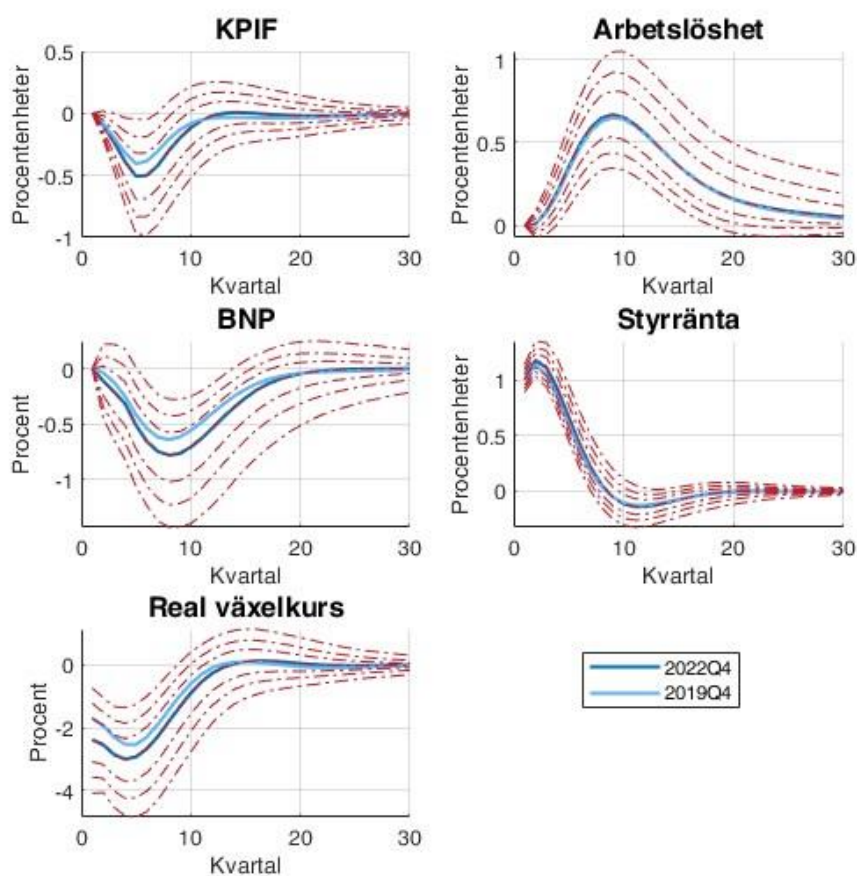 KPIF
0.5
0
-0.5
-1
Procentenheter
0
10
20
30
Kvartal
Arbetslöshet
1
0.5
0
Procentenheter
0
10
20
30
Kvartal
BNP
0
-0.5
-1
Procent
0
10
20
30
Kvartal
Styrränta
1
0.5
0
Procentenheter
0
10
20
30
Kvartal
Real växelkurs
0
-2
-4
Procent
0
10
20
30
Kvartal
2022Q4
2019Q4